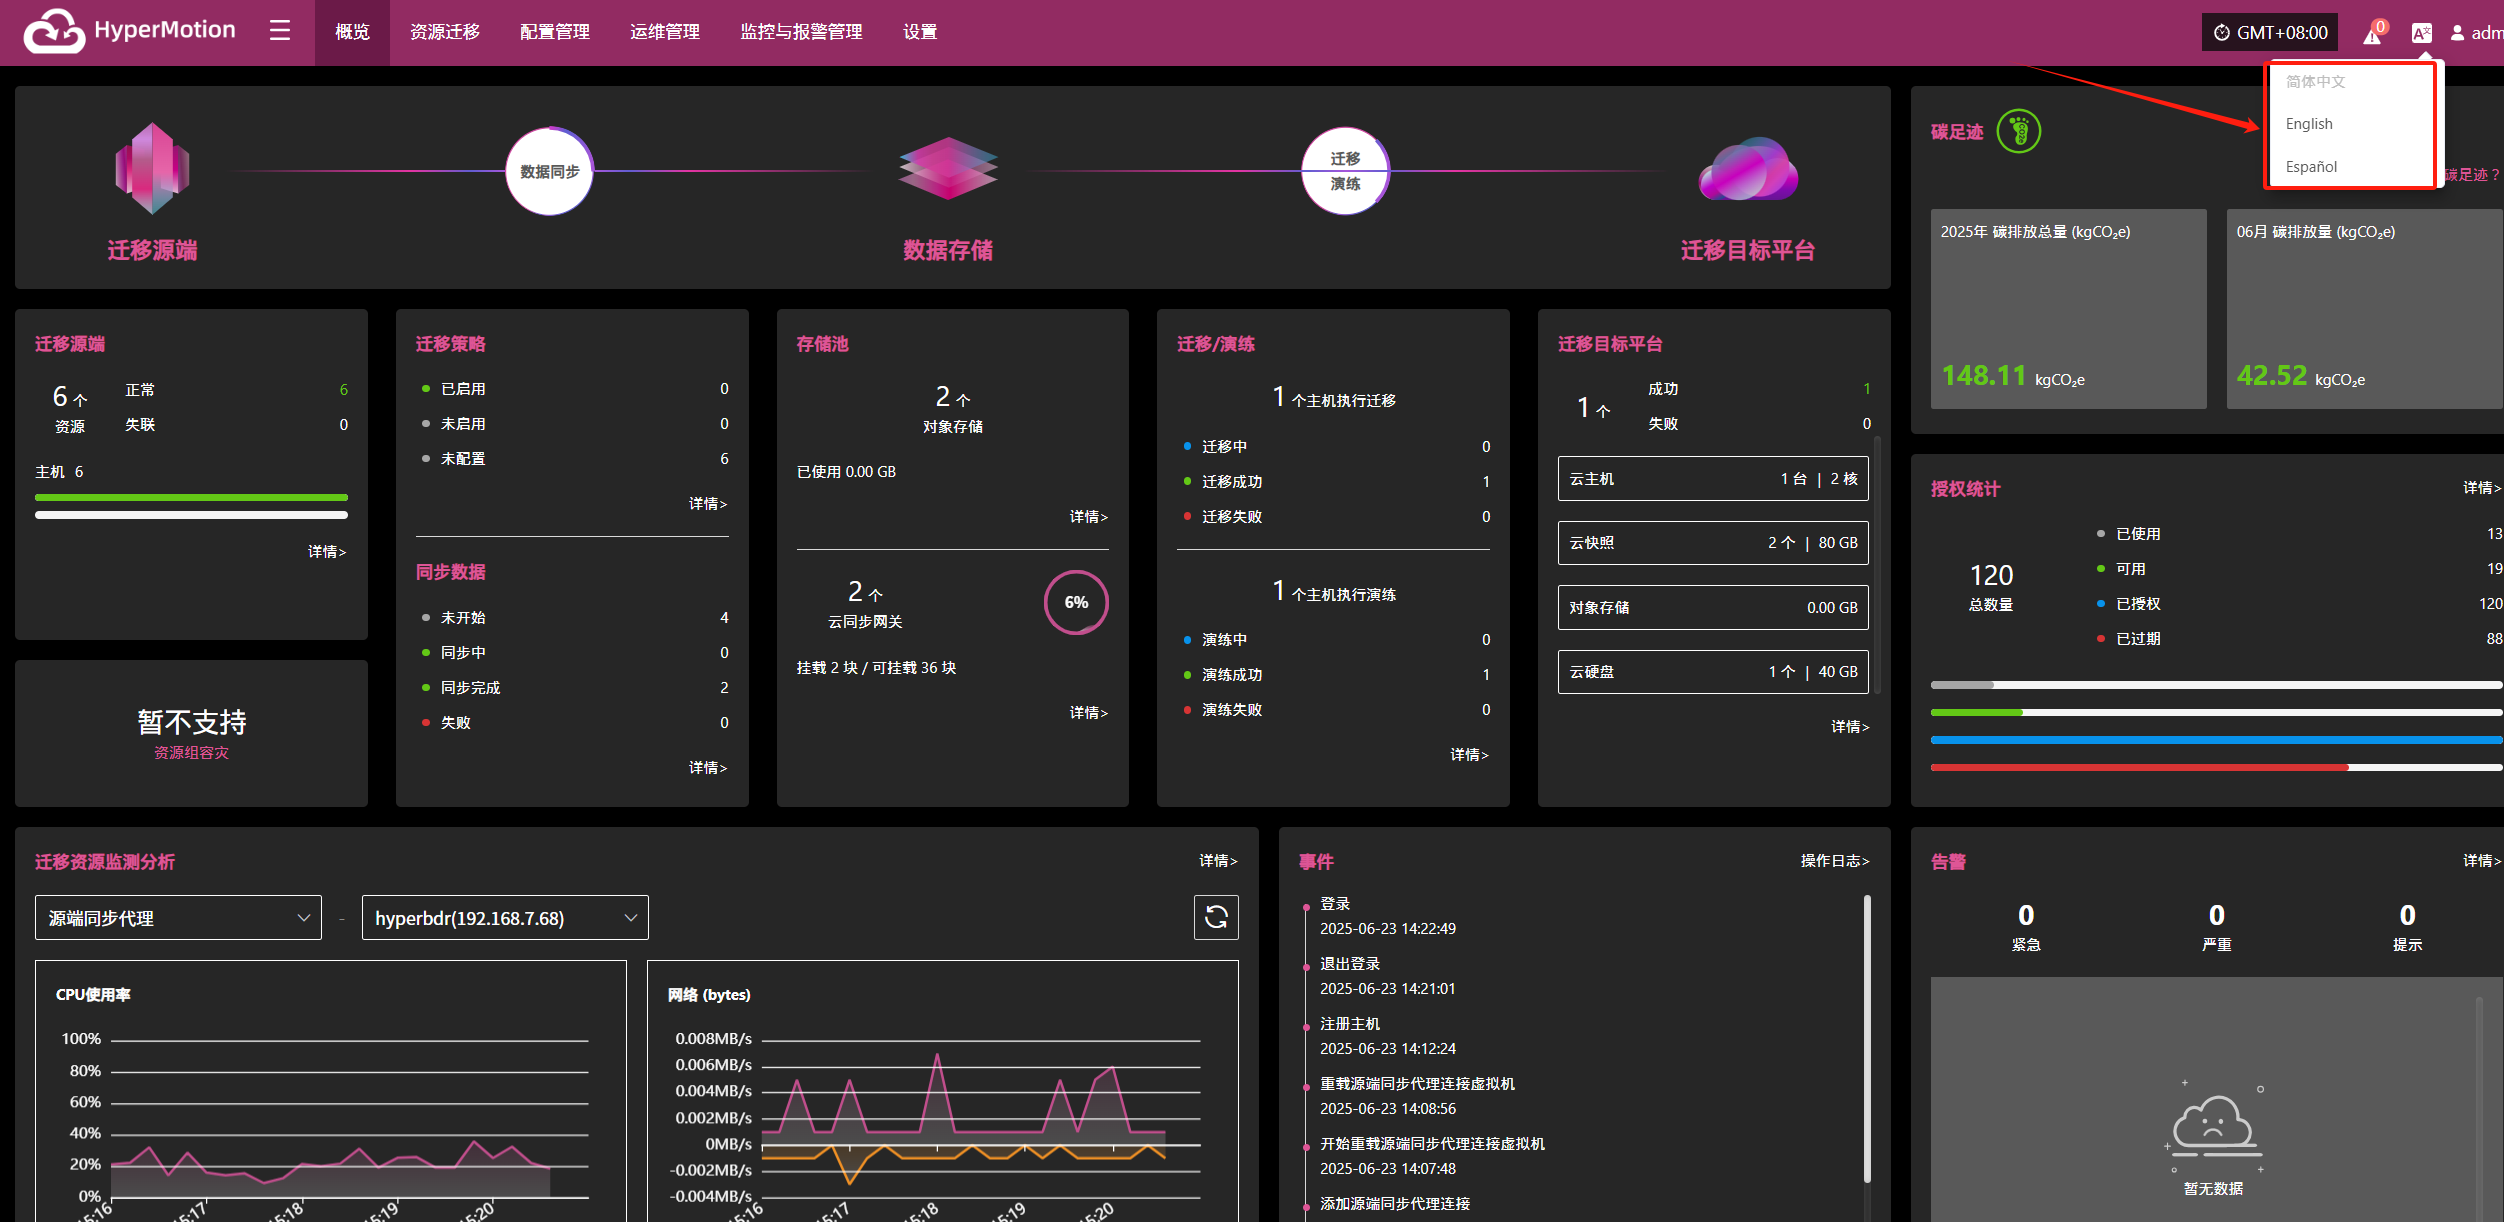 HyperMotion
概览
资源迁移
配置管理
运维管理
监控与报警管理
设置
GMT+08:00
0
adm
简体中文
English
Español
数据同步
迁移
演练
迁移源端
数据存储
迁移目标平台
碳足迹
碳足迹？
2025年 碳排放总量 (kgCO₂e)
148.11 kgCO₂e
06月 碳排放量 (kgCO₂e)
42.52 kgCO₂e
迁移源端
6 个
资源
正常 6
失联 0
主机 6
详情>
暂不支持
资源组容灾
迁移策略
已启用 0
未启用 0
未配置 6
详情>
同步数据
未开始 4
同步中 0
同步完成 2
失败 0
详情>
存储池
2 个
对象存储
已使用 0.00 GB
详情>
2 个
云同步网关
6%
挂载 2 块 / 可挂载 36 块
详情>
迁移/演练
1 个主机执行迁移
迁移中 0
迁移成功 1
迁移失败 0
1 个主机执行演练
演练中 0
演练成功 1
演练失败 0
详情>
迁移目标平台
1 个
成功 1
失败 0
云主机 1 台 | 2 核
云快照 2 个 | 80 GB
对象存储 0.00 GB
云硬盘 1 个 | 40 GB
详情>
授权统计
详情>
120
总数量
已使用 13
可用 19
已授权 120
已过期 88
迁移资源监测分析
详情>
源端同步代理
-
hyperbdr(192.168.7.68)
CPU使用率
100%
80%
60%
40%
20%
0%
5:16
5:17
5:18
5:19
5:20
网络 (bytes)
0.008MB/s
0.006MB/s
0.004MB/s
0.002MB/s
0MB/s
-0.002MB/s
-0.004MB/s
5:16
5:17
5:18
5:19
5:20
事件
操作日志>
登录
2025-06-23 14:22:49
退出登录
2025-06-23 14:21:01
注册主机
2025-06-23 14:12:24
重载源端同步代理连接虚拟机
2025-06-23 14:08:56
开始重载源端同步代理连接虚拟机
2025-06-23 14:07:48
添加源端同步代理连接
告警
详情>
0
紧急
0
严重
0
提示
暂无数据